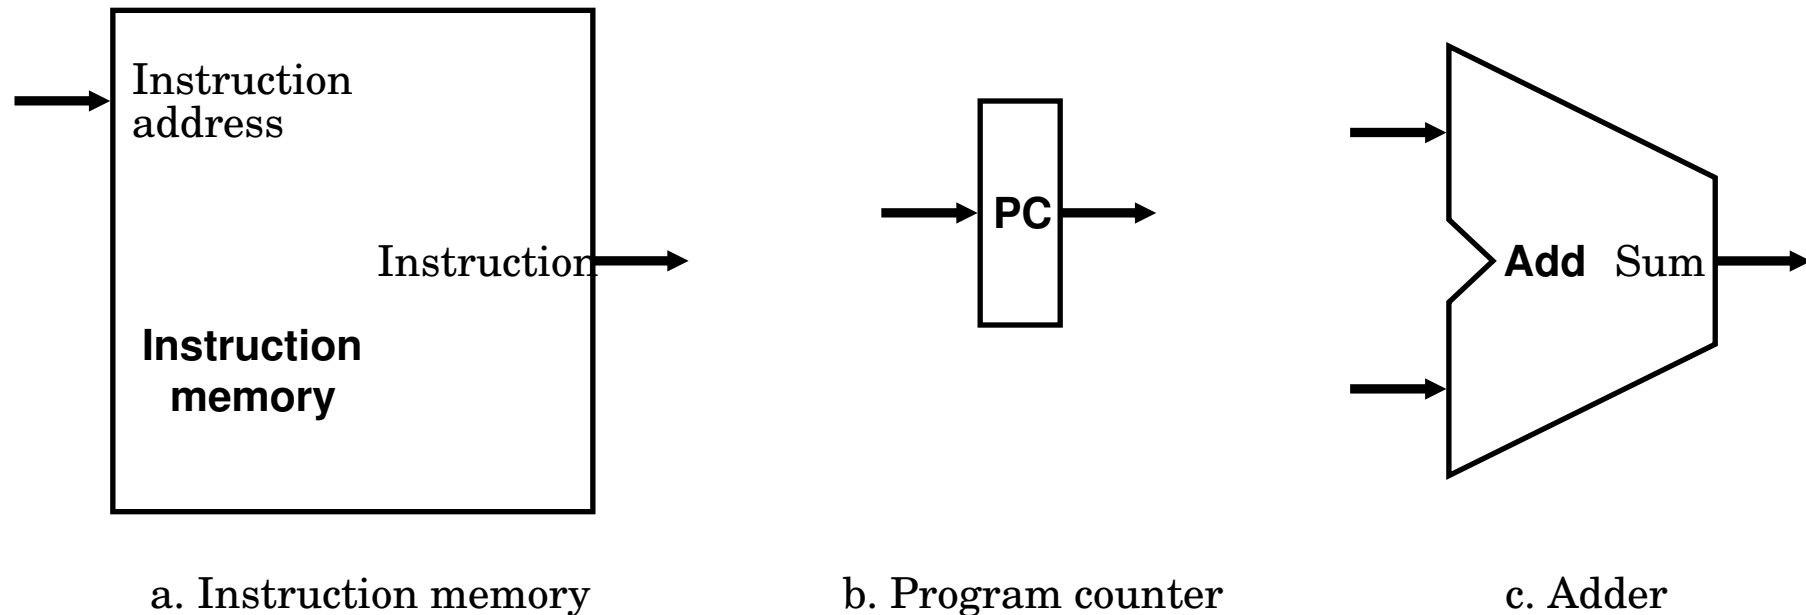 Instruction
address
Instruction
Instruction
memory
PC
Add Sum
a. Instruction memory
b. Program counter
c. Adder